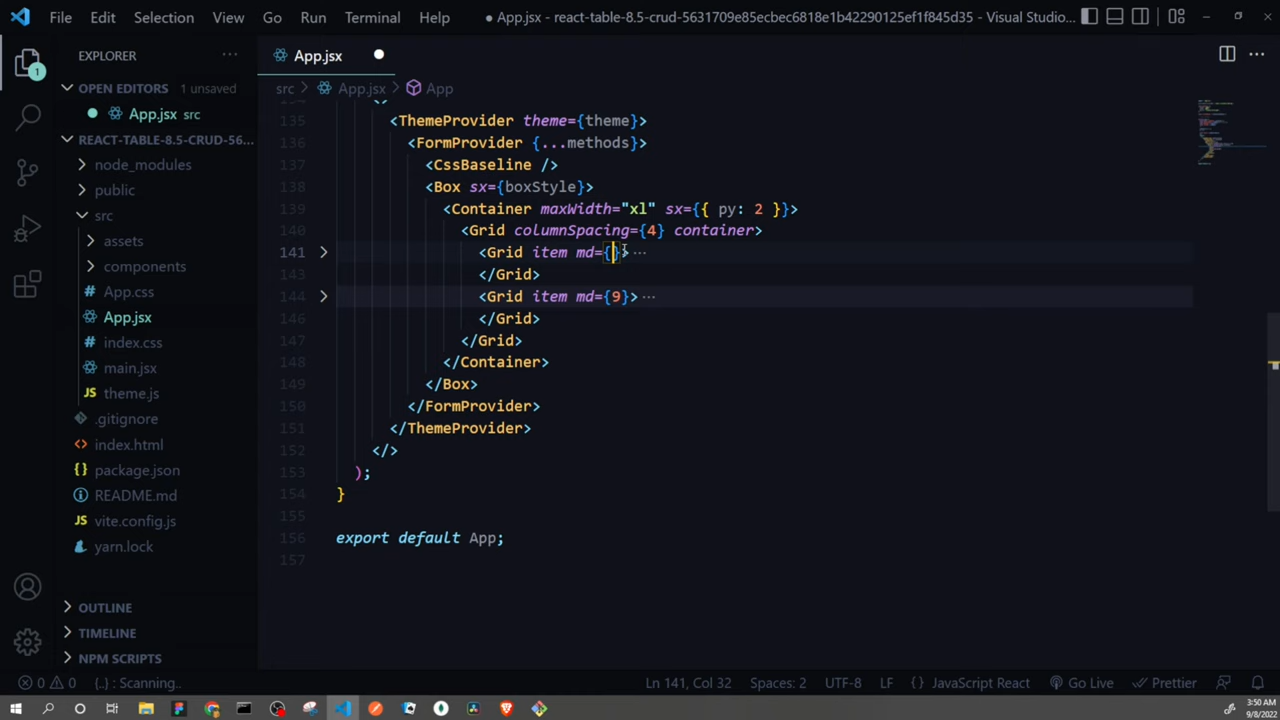 File Edit Selection View Go Run Terminal Help ● App.jsx - react-table-8.5-crud-5631709e85ecbec6818e1b42290125ef1f845d35 - Visual Studio...
EXPLORER ...
App.jsx
1
OPEN EDITORS 1 unsaved
src > App.jsx > App
App.jsx src
REACT-TABLE-8.5-CRUD-56...
node_modules
public
src
assets
components
App.css
App.jsx
index.css
main.jsx
JS theme.js
.gitignore
index.html
package.json
README.md
JS vite.config.js
yarn.lock
OUTLINE
TIMELINE
NPM SCRIPTS
135 <ThemeProvider theme={theme}>
136 <FormProvider {...methods}>
137 <CssBaseline />
138 <Box sx={boxStyle}>
139 <Container maxWidth="xl" sx={{ py: 2 }}>
140 <Grid columnSpacing={4} container>
141 <Grid item md={}> ...
143 </Grid>
144 <Grid item md={9}> ...
146 </Grid>
147 </Grid>
148 </Container>
149 </Box>
150 </FormProvider>
151 </ThemeProvider>
152 </>
153 );
154 }
155
156 export default App;
157
0 0 {..} : Scanning.. Ln 141, Col 32 Spaces: 2 UTF-8 LF {} JavaScript React Go Live Prettier
3:50 AM
9/8/2022